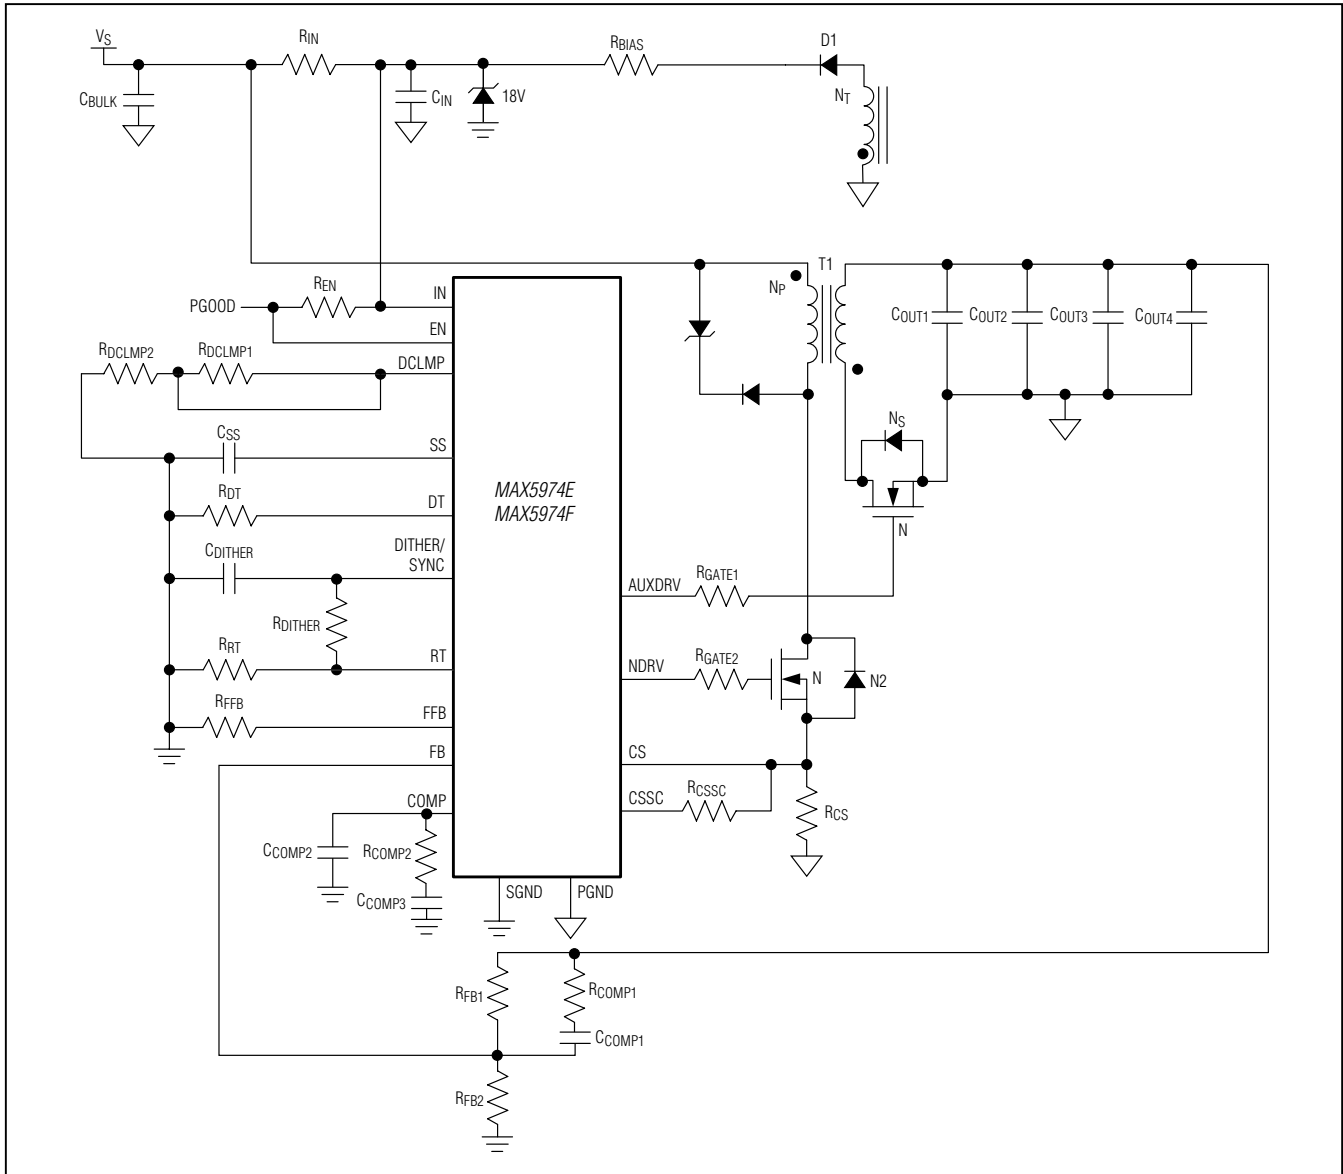 VS
RIN
RBIAS
D1
CBULK
CIN
18V
NT
T1
NP
REN
PGOOD
IN
EN
RDCLMP2
RDCLMP1
DCLMP
COUT1
COUT2
COUT3
COUT4
CSS
SS
NS
MAX5974E
MAX5974F
RDT
DT
N
CDITHER
DITHER/
SYNC
AUXDRV
RGATE1
RDITHER
RRT
RT
NDRV
RGATE2
N
N2
RFFB
FFB
FB
CS
COMP
CSSC
RCSSC
RCS
CCOMP2
RCOMP2
CCOMP3
SGND
PGND
RFB1
RCOMP1
CCOMP1
RFB2